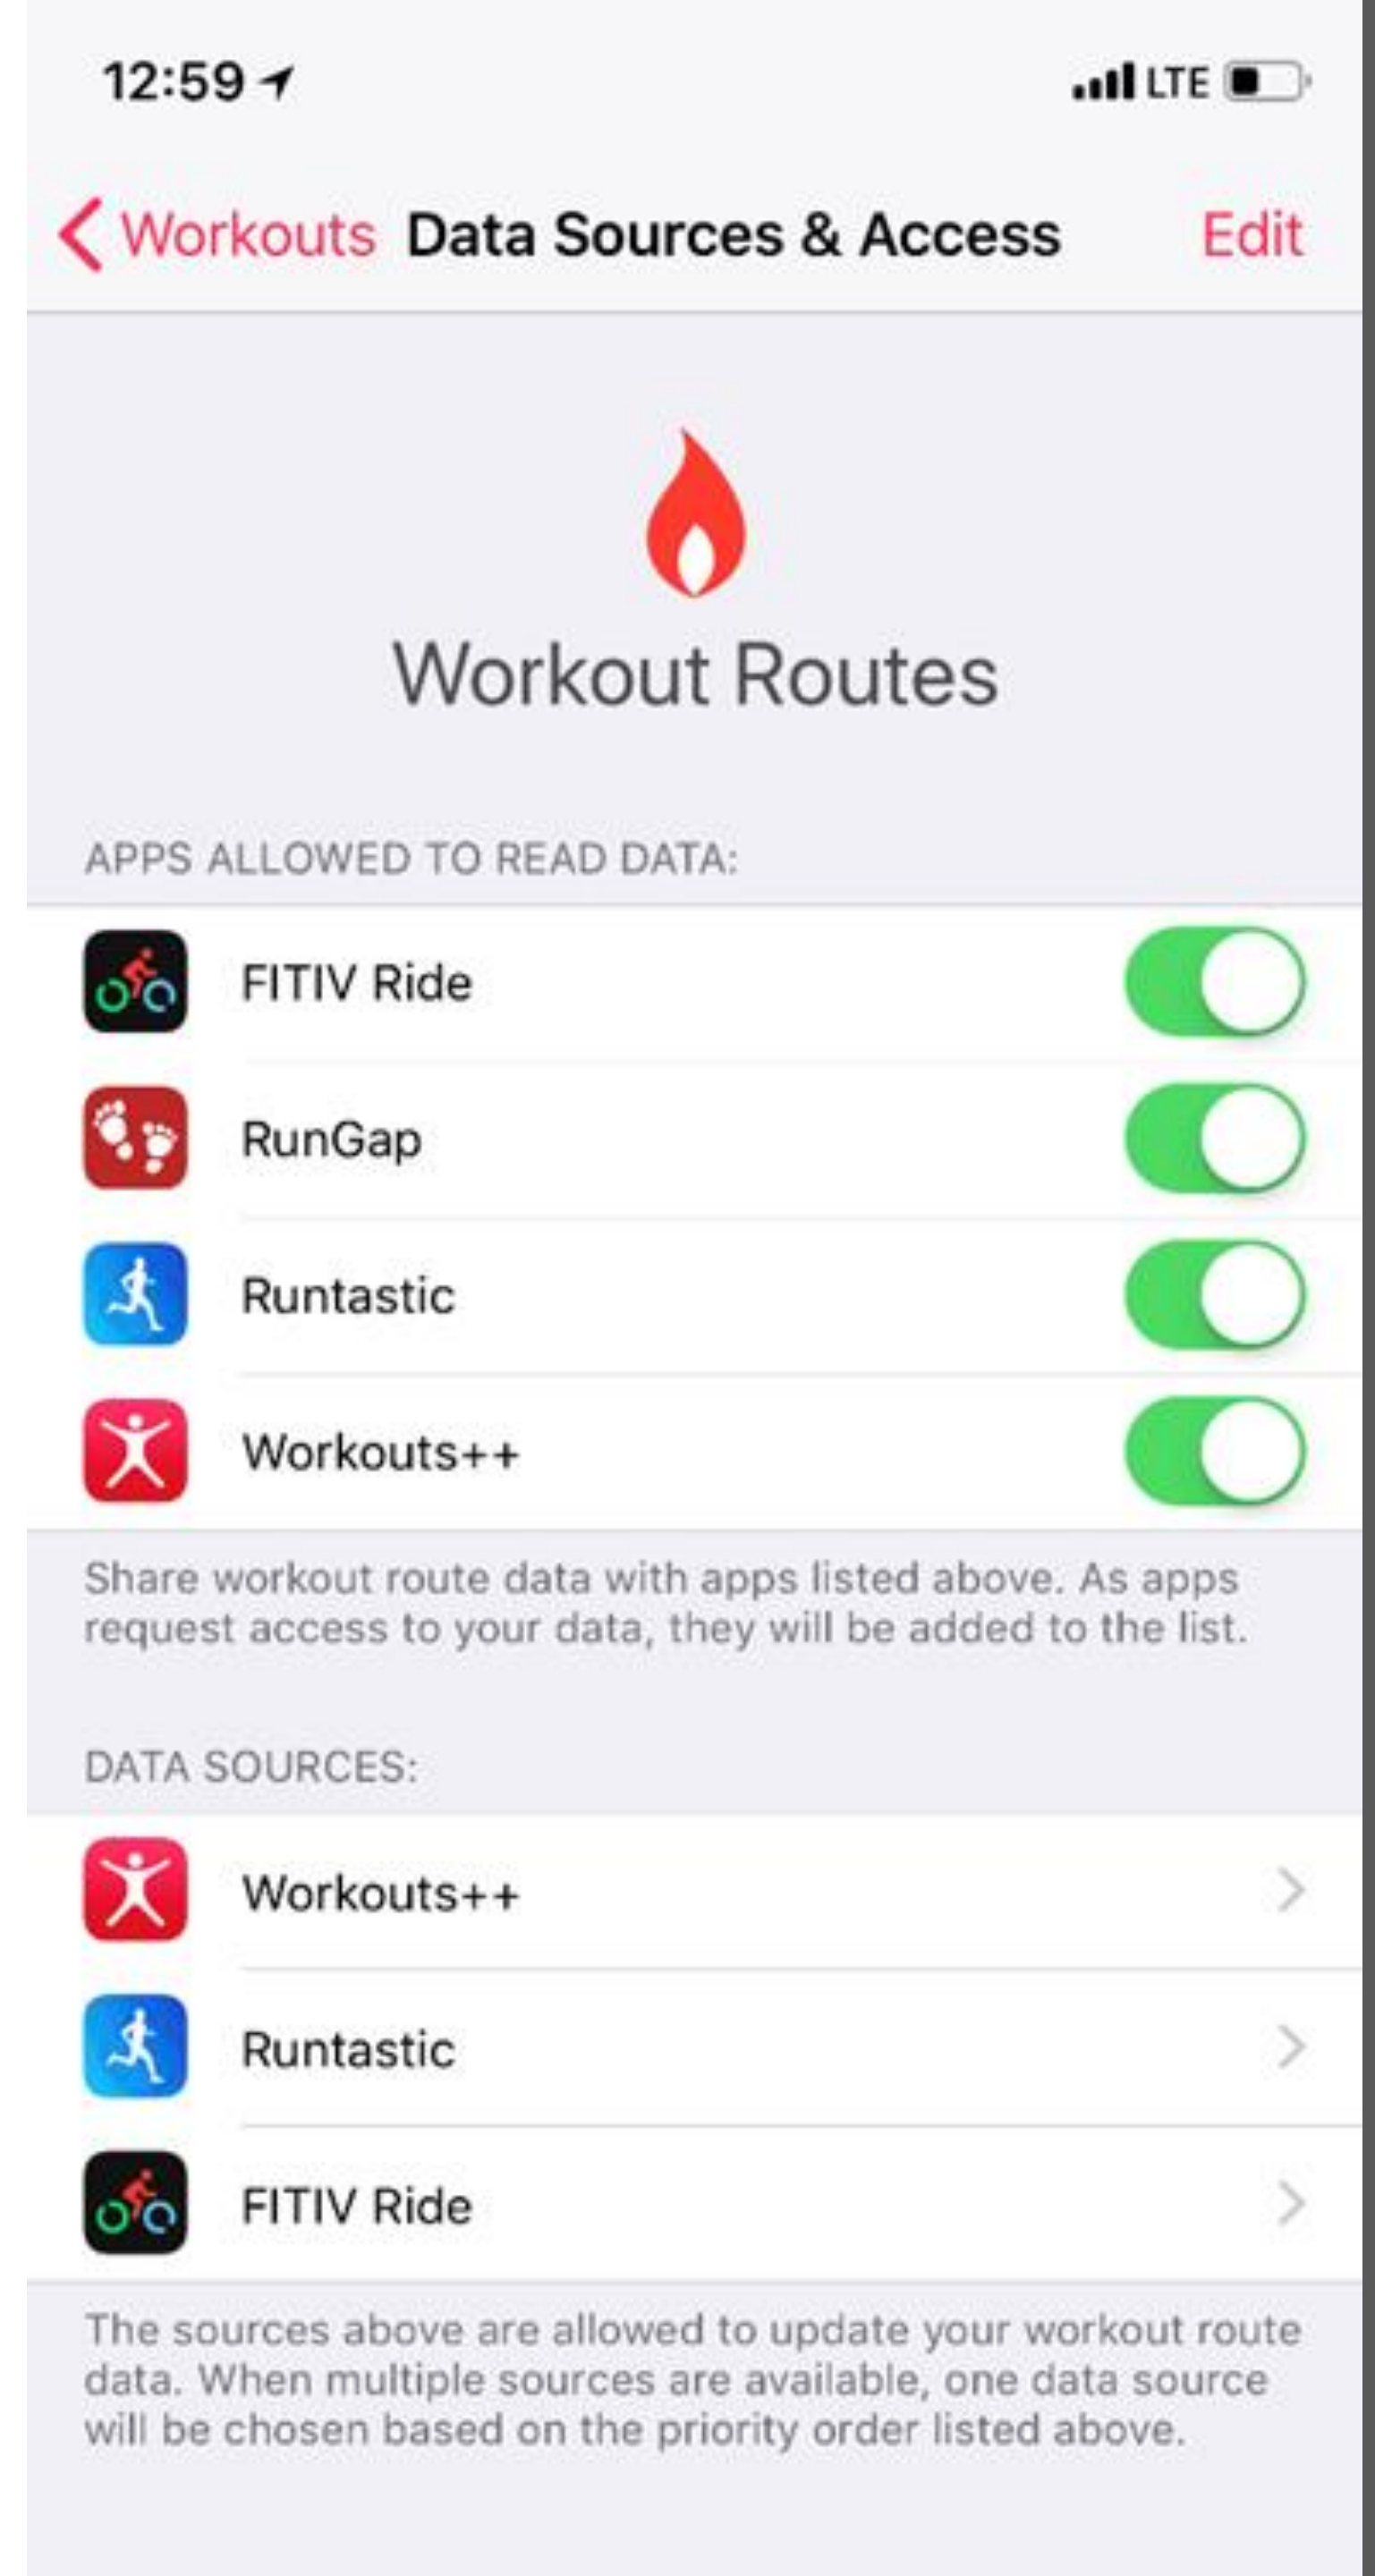 12:59 LTE
Workouts Data Sources & Access Edit
Workout Routes
APPS ALLOWED TO READ DATA:
FITIV Ride
RunGap
Runtastic
Workouts++
Share workout route data with apps listed above. As apps
request access to your data, they will be added to the list.
DATA SOURCES:
Workouts++
Runtastic
FITIV Ride
The sources above are allowed to update your workout route
data. When multiple sources are available, one data source
will be chosen based on the priority order listed above.